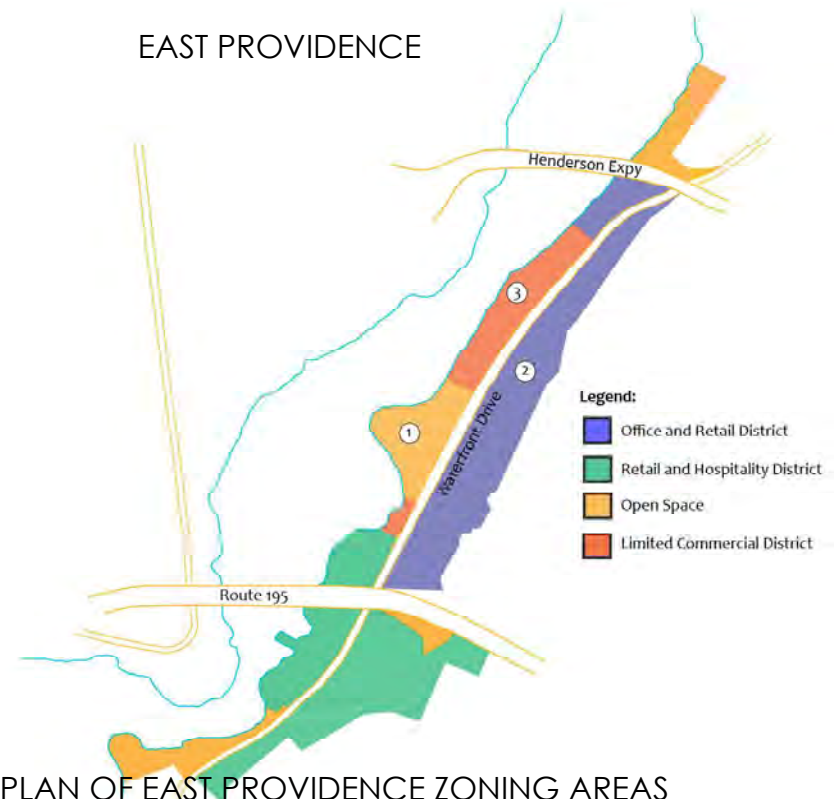 EAST PROVIDENCE
Henderson Expy
3
2
Legend:
Office and Retail District
Retail and Hospitality District
Open Space
Limited Commercial District
1
Waterfront Drive
Route 195
PLAN OF EAST PROVIDENCE ZONING AREAS